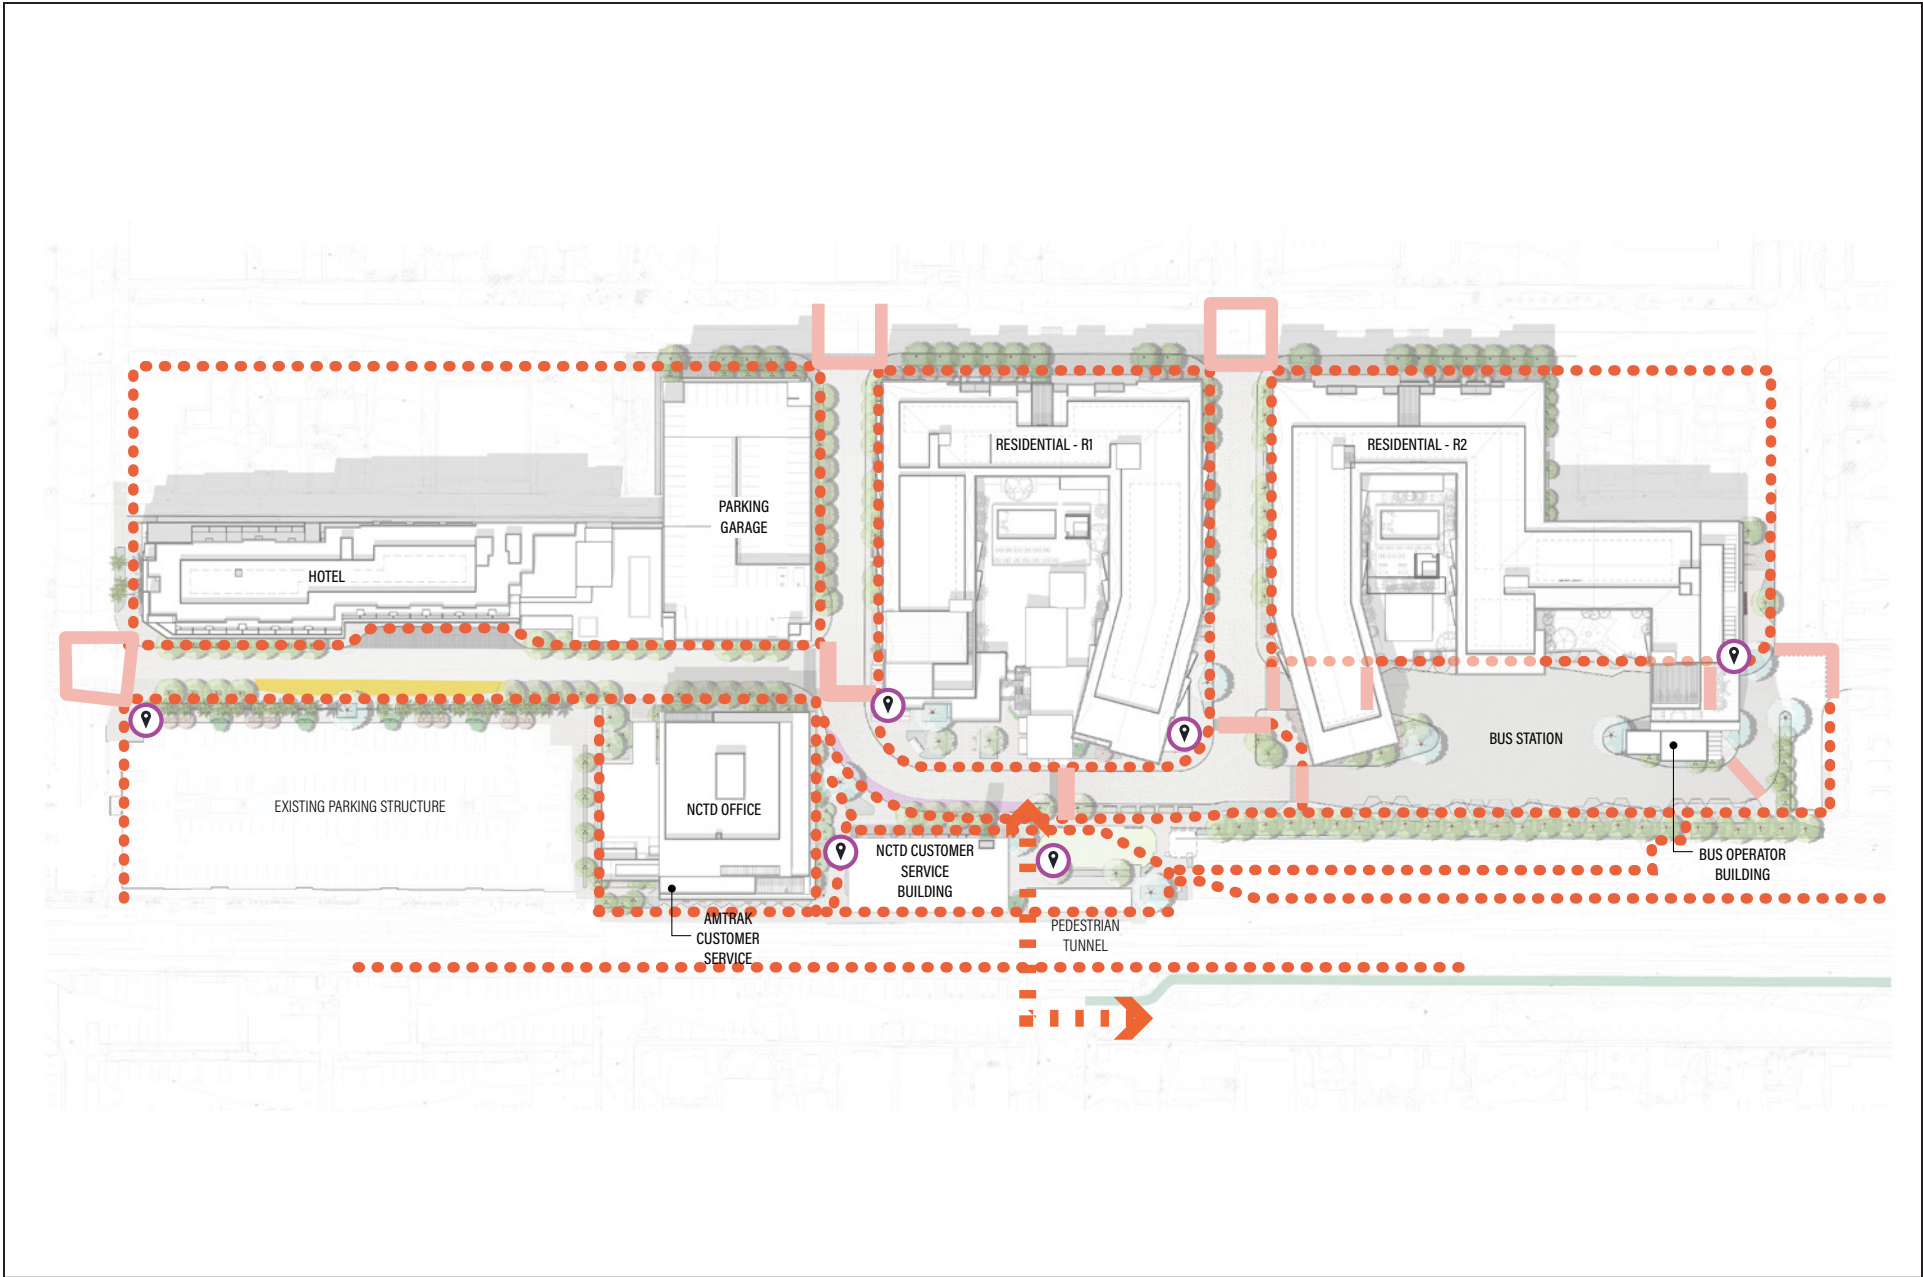 RESIDENTIAL - R1
RESIDENTIAL - R2
PARKING
GARAGE
HOTEL
BUS STATION
EXISTING PARKING STRUCTURE
NCTD OFFICE
NCTD CUSTOMER
SERVICE
BUILDING
BUS OPERATOR
BUILDING
AMTRAK
CUSTOMER
SERVICE
PEDESTRIAN
TUNNEL